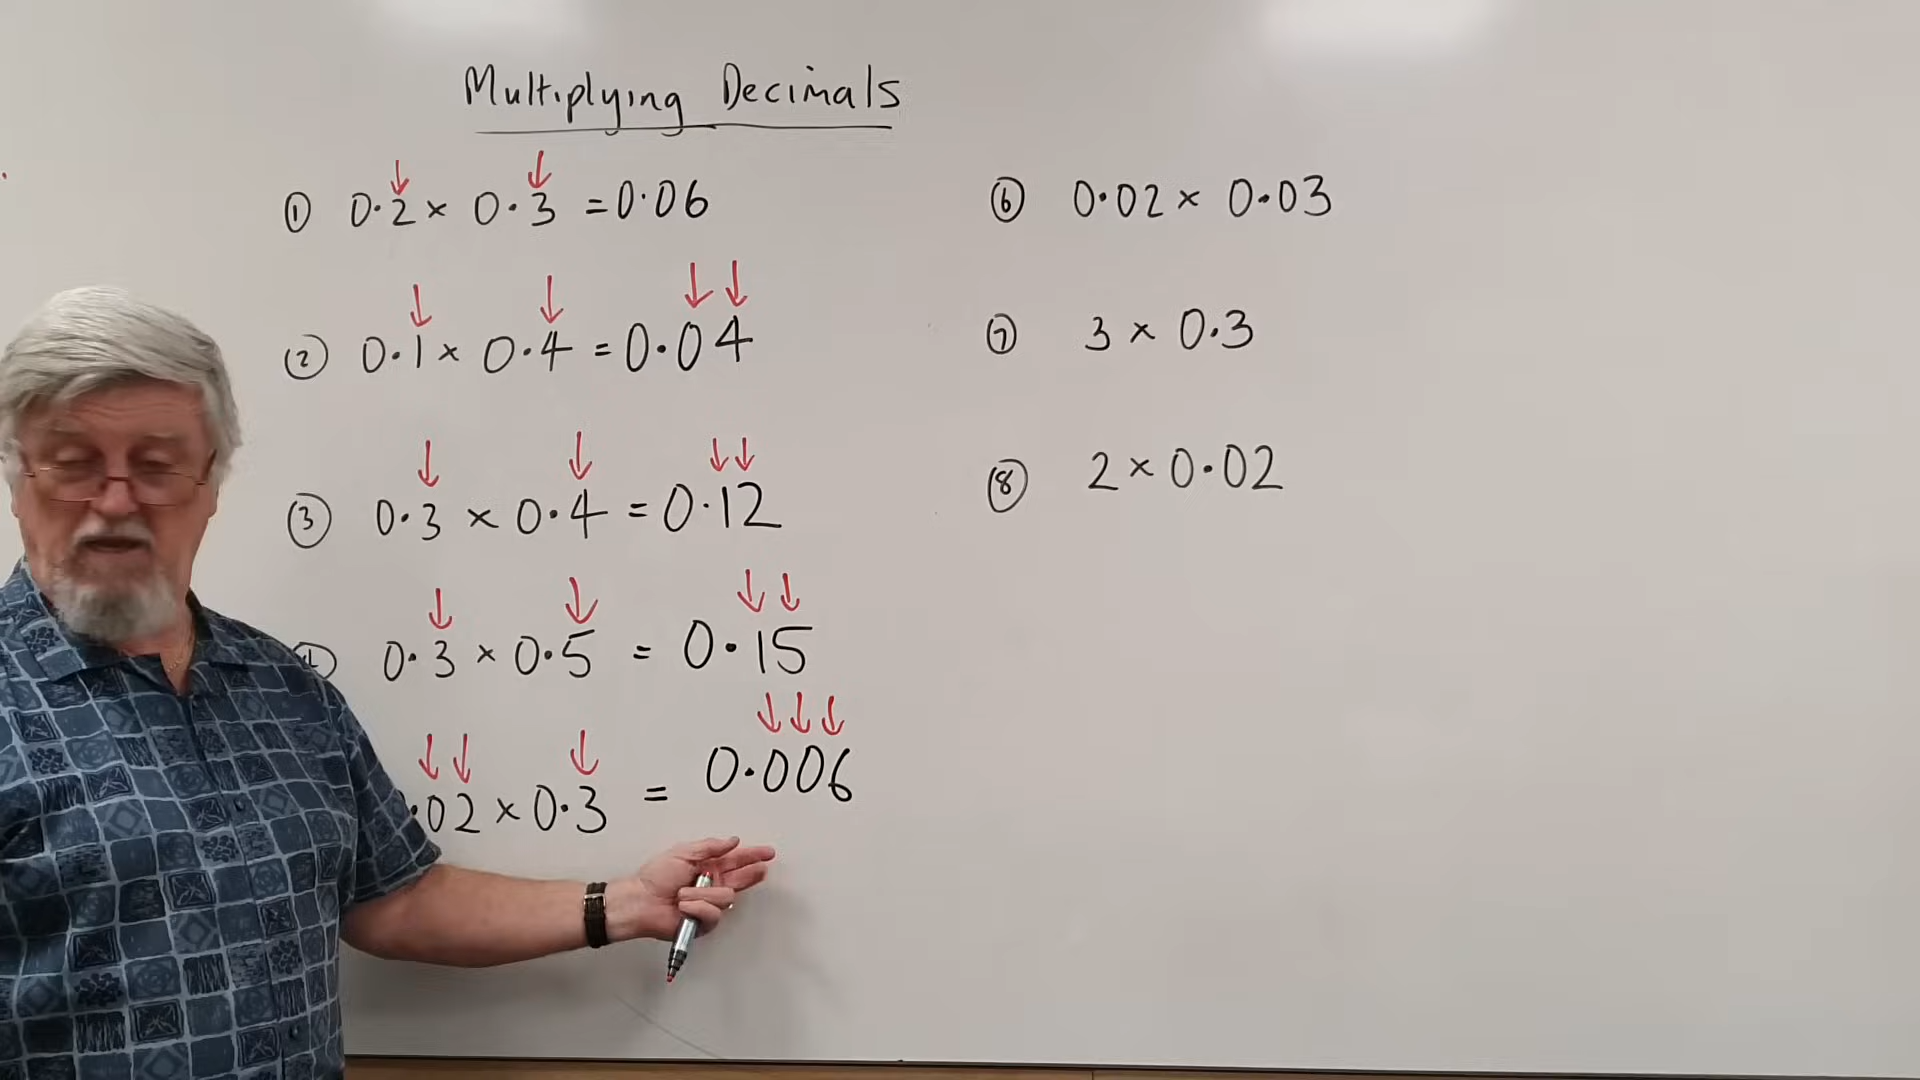 Multiplying Decimals
① 0.2 × 0.3 = 0.06
② 0.1 × 0.4 = 0.04
③ 0.3 × 0.4 = 0.12
④ 0.3 × 0.5 = 0.15
.02 × 0.3 = 0.006
⑥ 0.02 × 0.03
⑦ 3 × 0.3
⑧ 2 × 0.02